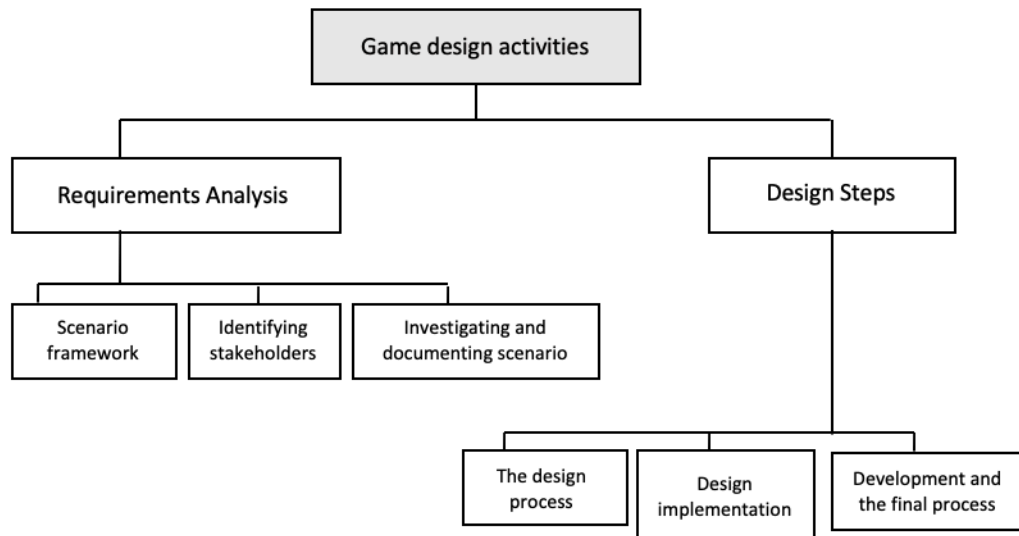 Game design activities
Requirements Analysis
Design Steps
Scenario
framework
Identifying
stakeholders
Investigating and
documenting scenario
The design
process
Design
implementation
Development and
the final process